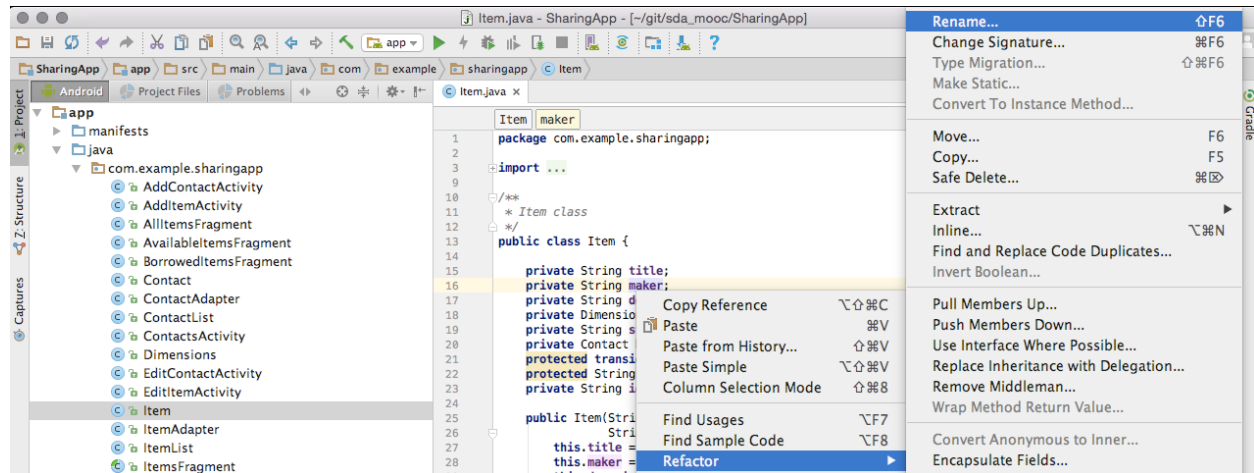 Item.java - SharingApp - [~/git/sda_mooc/SharingApp]
app
?
SharingApp app src main java com example sharingapp Item
Android Project Files Problems
Item.java ×
1: Project
Z: Structure
Captures
app
manifests
java
com.example.sharingapp
AddContactActivity
AddItemActivity
AllItemsFragment
AvailableItemsFragment
BorrowedItemsFragment
Contact
ContactAdapter
ContactList
ContactsActivity
Dimensions
EditContactActivity
EditItemActivity
Item
ItemAdapter
ItemList
ItemsFragment
Item maker
1 package com.example.sharingapp;
2
3 import ...
9
10 /**
11 * Item class
12 */
13 public class Item {
14
15 private String title;
16 private String maker;
17 private String d
18 private Dimensio
19 private String s
20 private Contact
21 protected transi
22 protected String
23 private String i
24
25 public Item(Stri
26 Stri
27 this.title =
28 this.maker =
Copy Reference ⌥⇧⌘C
Paste ⌘V
Paste from History... ⇧⌘V
Paste Simple ⌥⇧⌘V
Column Selection Mode ⇧⌘8
Find Usages ⌥F7
Find Sample Code ⌥F8
Refactor
Rename... ⇧F6
Change Signature... ⌘F6
Type Migration... ⇧⌘F6
Make Static...
Convert To Instance Method...
Move... F6
Copy... F5
Safe Delete... ⌘⌦
Extract
Inline... ⌥⌘N
Find and Replace Code Duplicates...
Invert Boolean...
Pull Members Up...
Push Members Down...
Use Interface Where Possible...
Replace Inheritance with Delegation...
Remove Middleman...
Wrap Method Return Value...
Convert Anonymous to Inner...
Encapsulate Fields...
Gradle